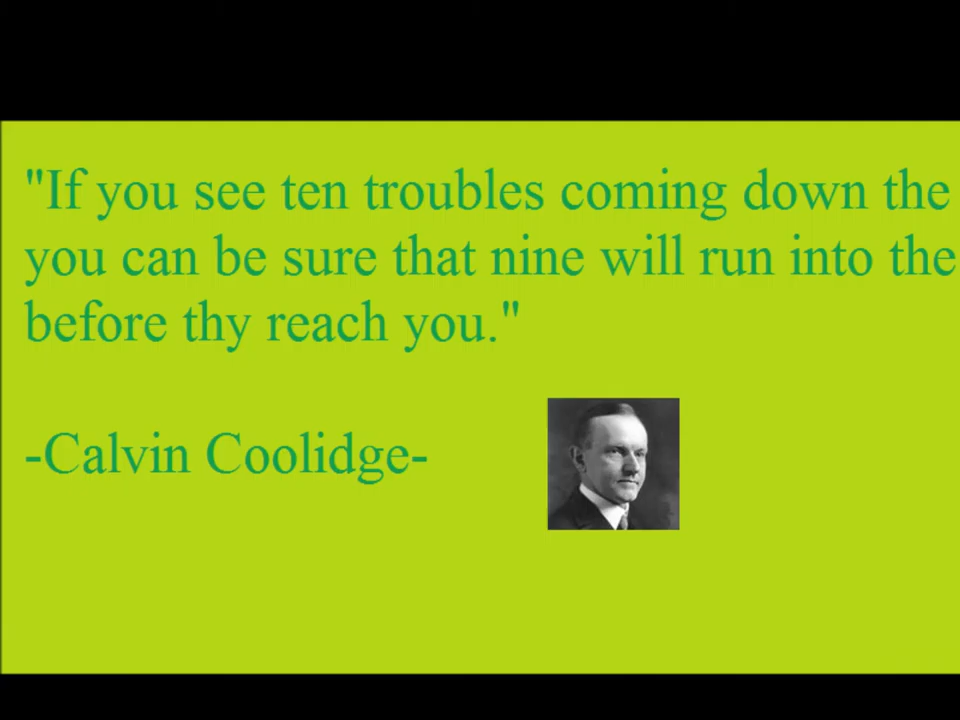 "If you see ten troubles coming down the
you can be sure that nine will run into the
before thy reach you."
-Calvin Coolidge-